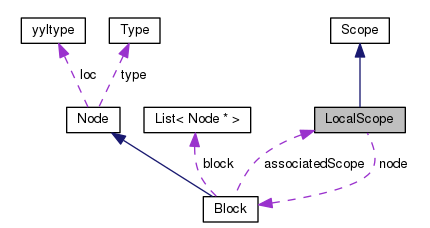 yyltype
Type
Scope
loc
type
Node
List< Node * >
LocalScope
block
associatedScope
node
Block